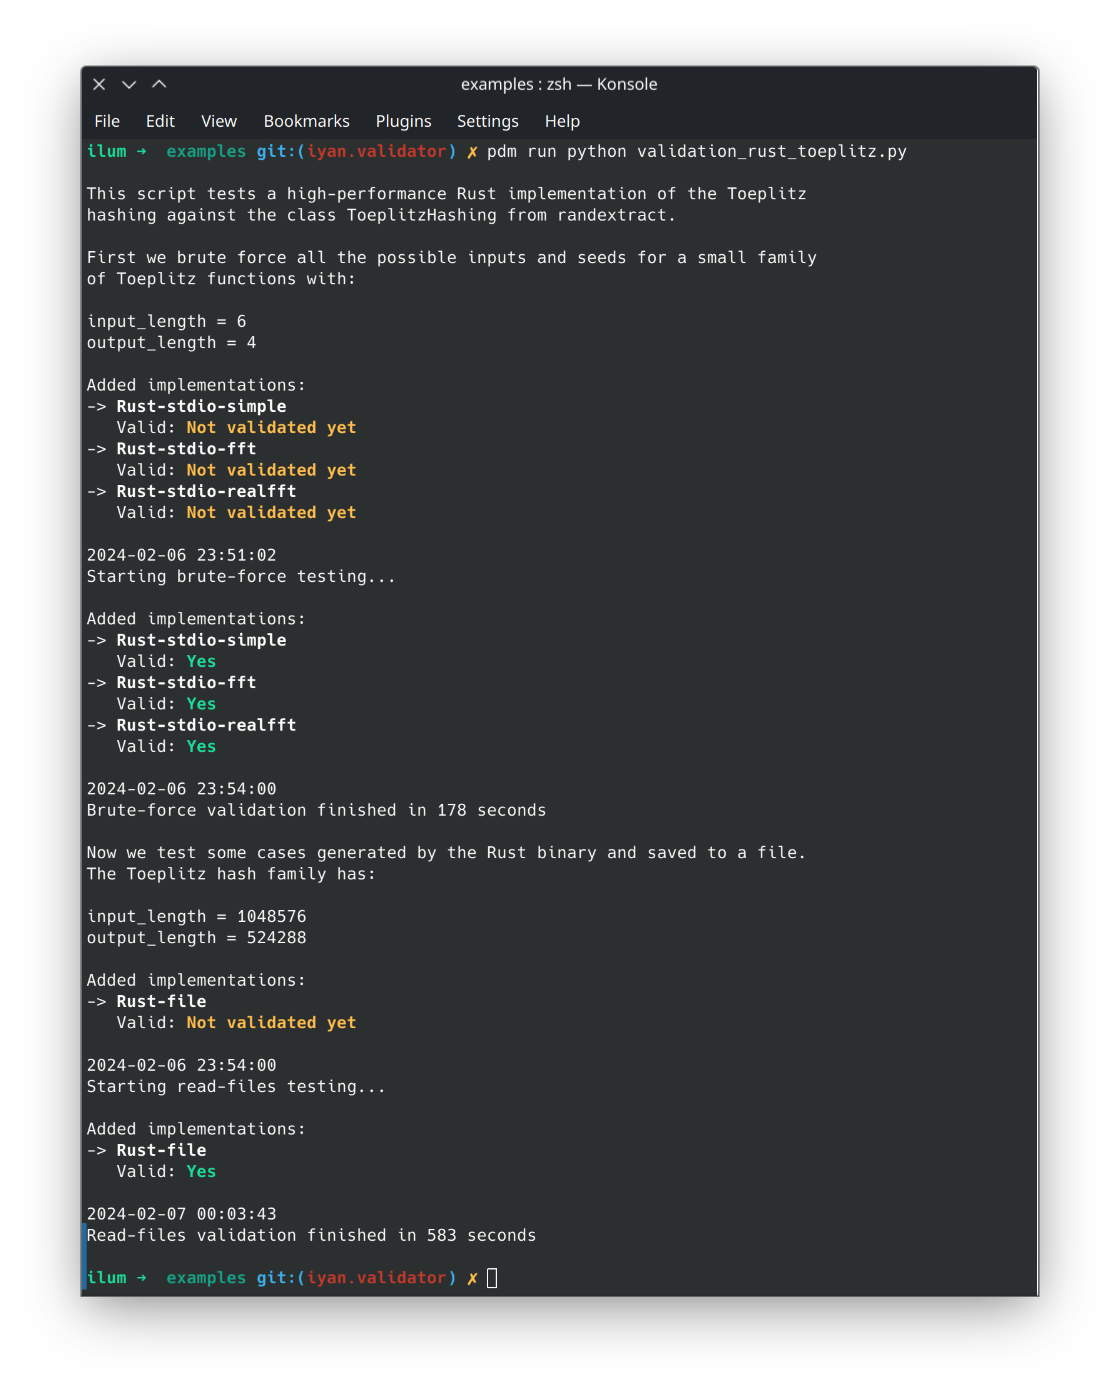 examples : zsh — Konsole
File Edit View Bookmarks Plugins Settings Help
ilum → examples git:(iyan.validator) ✗ pdm run python validation_rust_toeplitz.py
This script tests a high-performance Rust implementation of the Toeplitz
hashing against the class ToeplitzHashing from randextract.
First we brute force all the possible inputs and seeds for a small family
of Toeplitz functions with:
input_length = 6
output_length = 4
Added implementations:
-> Rust-stdio-simple
Valid: Not validated yet
-> Rust-stdio-fft
Valid: Not validated yet
-> Rust-stdio-realfft
Valid: Not validated yet
2024-02-06 23:51:02
Starting brute-force testing...
Added implementations:
-> Rust-stdio-simple
Valid: Yes
-> Rust-stdio-fft
Valid: Yes
-> Rust-stdio-realfft
Valid: Yes
2024-02-06 23:54:00
Brute-force validation finished in 178 seconds
Now we test some cases generated by the Rust binary and saved to a file.
The Toeplitz hash family has:
input_length = 1048576
output_length = 524288
Added implementations:
-> Rust-file
Valid: Not validated yet
2024-02-06 23:54:00
Starting read-files testing...
Added implementations:
-> Rust-file
Valid: Yes
2024-02-07 00:03:43
Read-files validation finished in 583 seconds
ilum → examples git:(iyan.validator) ✗